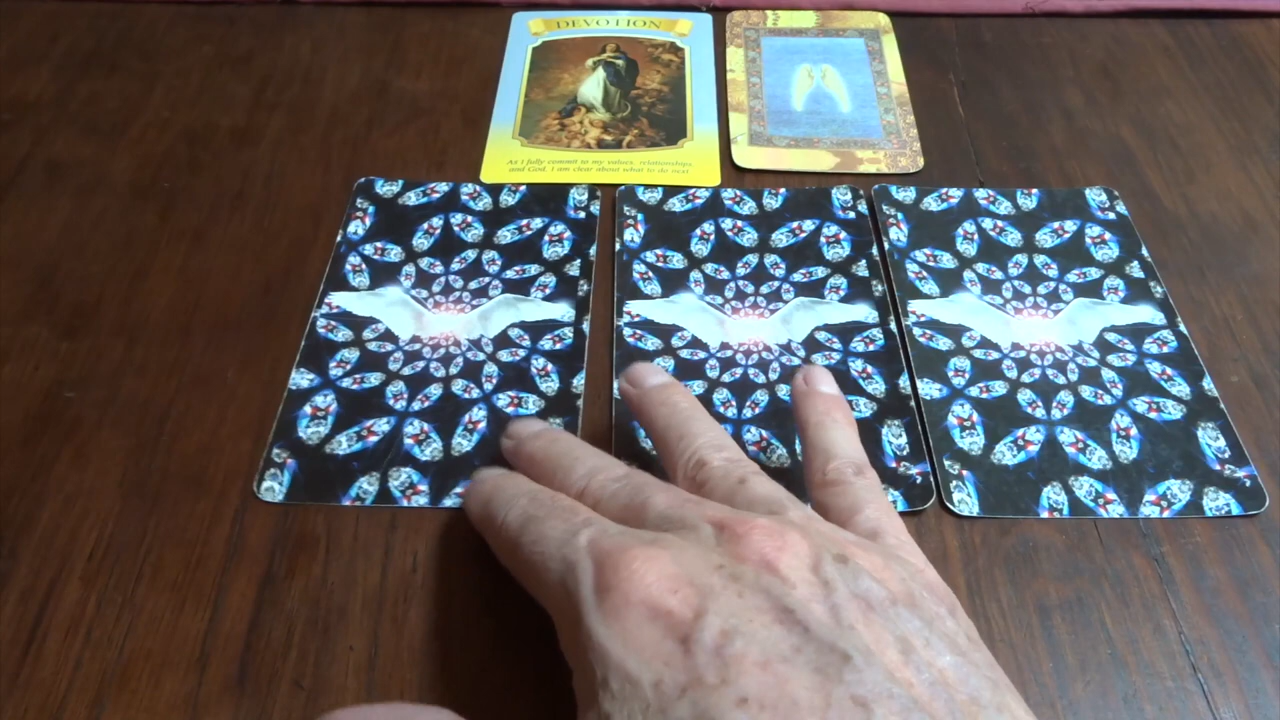 DEVOTION
As I fully commit to my values, relationships,
and God, I am clear about what to do next.